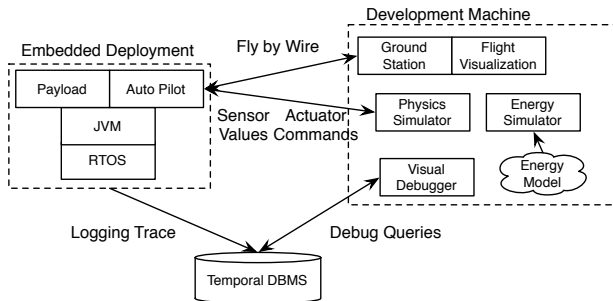 Development Machine
Embedded Deployment
Fly by Wire
Ground
Station
Flight
Visualization
Payload
Auto Pilot
JVM
RTOS
Sensor Actuator
Values Commands
Physics
Simulator
Energy
Simulator
Visual
Debugger
Energy
Model
Logging Trace
Debug Queries
Temporal DBMS